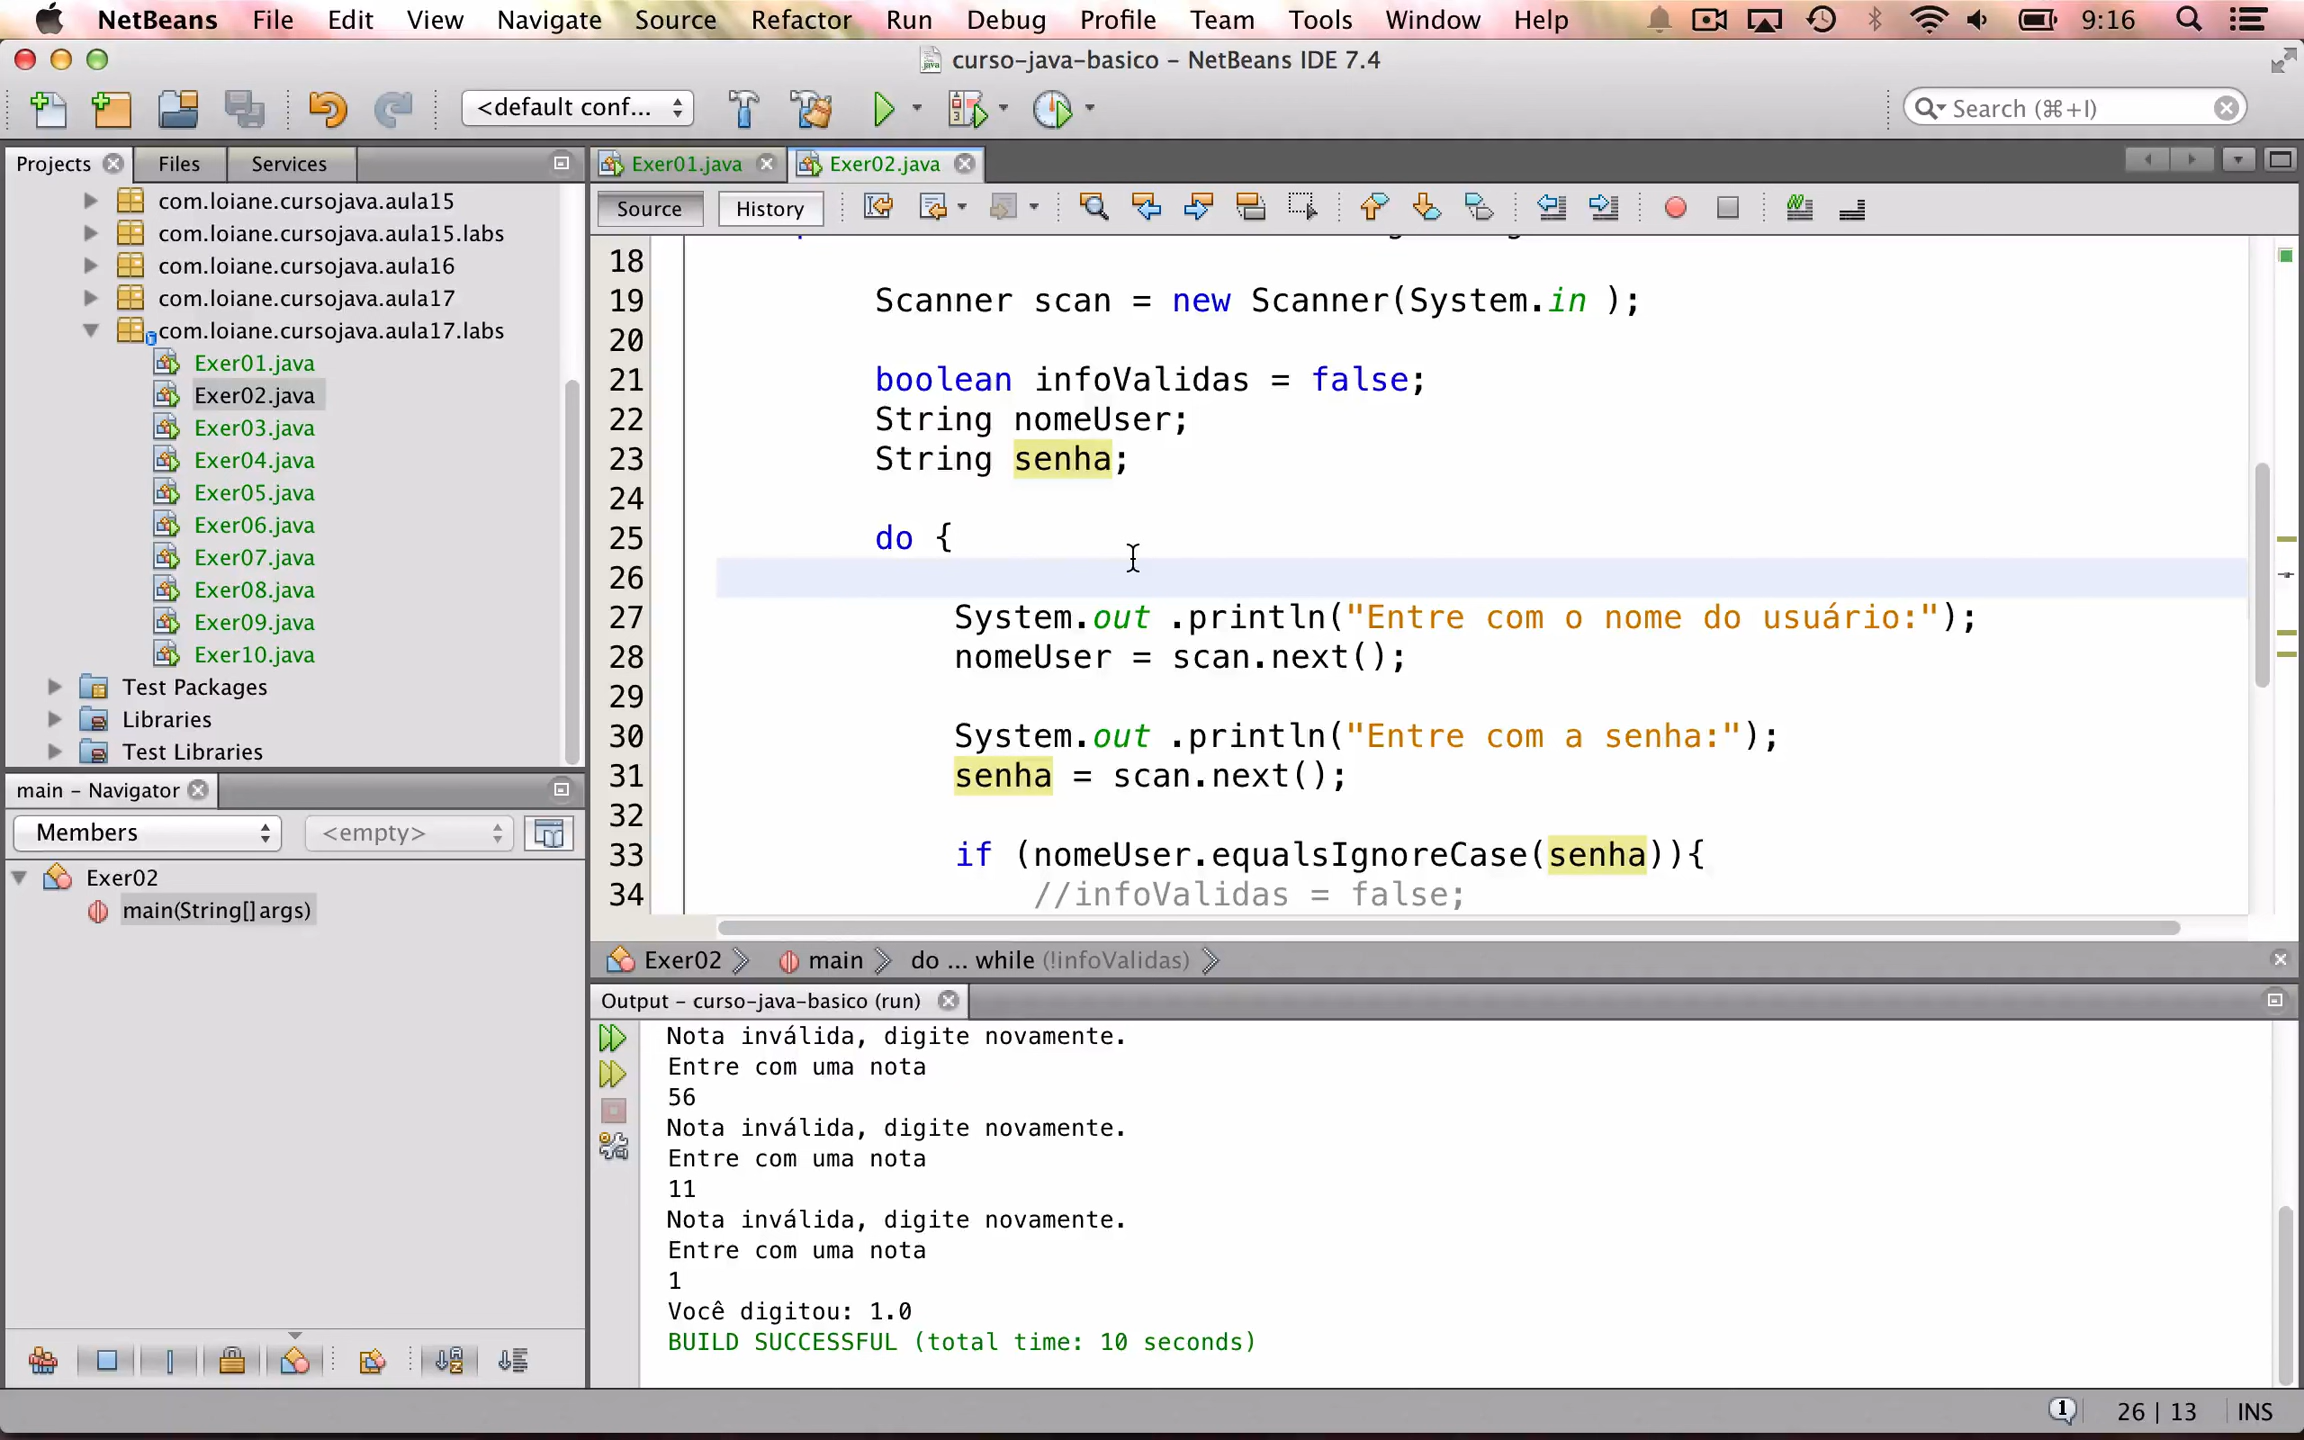 NetBeans File Edit View Navigate Source Refactor Run Debug Profile Team Tools Window Help 9:16
curso-java-basico – NetBeans IDE 7.4
<default conf... Search (⌘+I)
Projects Files Services
com.loiane.cursojava.aula15
com.loiane.cursojava.aula15.labs
com.loiane.cursojava.aula16
com.loiane.cursojava.aula17
com.loiane.cursojava.aula17.labs
Exer01.java
Exer02.java
Exer03.java
Exer04.java
Exer05.java
Exer06.java
Exer07.java
Exer08.java
Exer09.java
Exer10.java
Test Packages
Libraries
Test Libraries
main – Navigator
Members <empty>
Exer02
main(String[] args)
Exer01.java Exer02.java
Source History
18
19 Scanner scan = new Scanner(System.in );
20
21 boolean infoValidas = false;
22 String nomeUser;
23 String senha;
24
25 do {
26
27 System.out .println("Entre com o nome do usuário:");
28 nomeUser = scan.next();
29
30 System.out .println("Entre com a senha:");
31 senha = scan.next();
32
33 if (nomeUser.equalsIgnoreCase(senha)){
34 //infoValidas = false;
Exer02 main do ... while (!infoValidas)
Output – curso-java-basico (run)
Nota inválida, digite novamente.
Entre com uma nota
56
Nota inválida, digite novamente.
Entre com uma nota
11
Nota inválida, digite novamente.
Entre com uma nota
1
Você digitou: 1.0
BUILD SUCCESSFUL (total time: 10 seconds)
1 26 | 13 INS